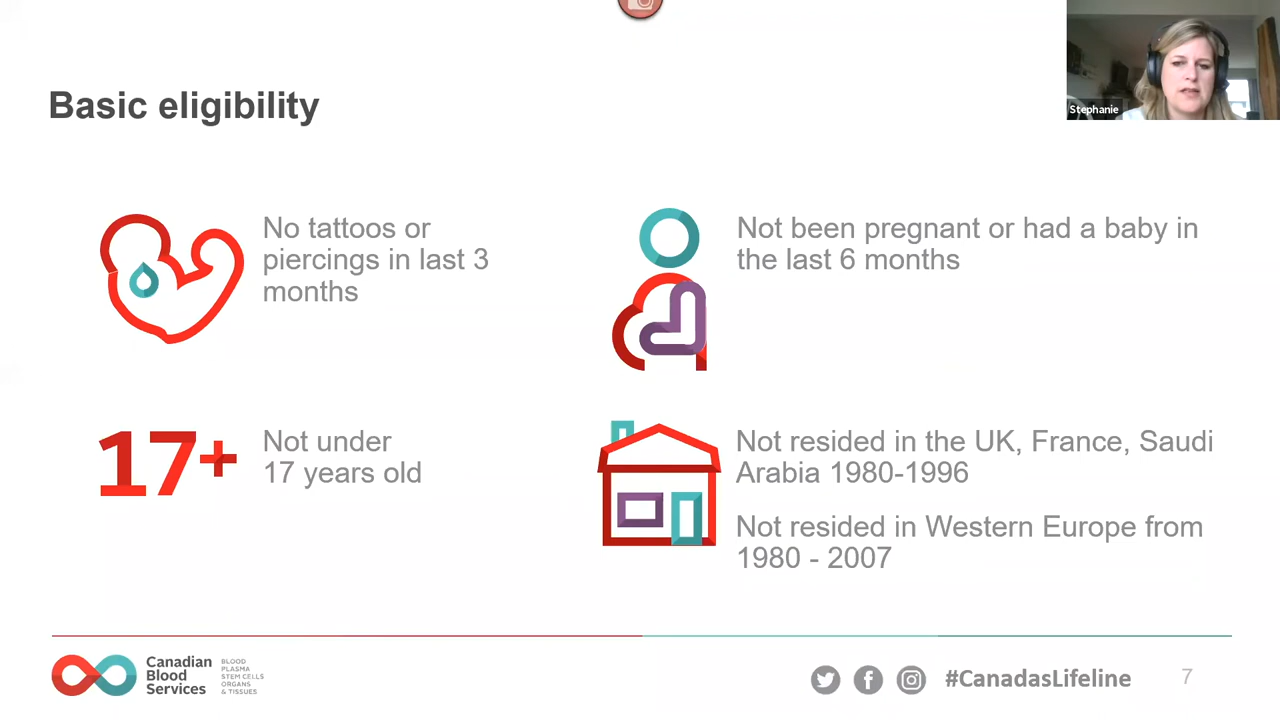 Stephanie
Basic eligibility
No tattoos or
piercings in last 3
months
Not been pregnant or had a baby in
the last 6 months
17+
Not under
17 years old
Not resided in the UK, France, Saudi
Arabia 1980-1996
Not resided in Western Europe from
1980 - 2007
Canadian
Blood
Services
BLOOD
PLASMA
STEM CELLS
ORGANS
& TISSUES
#CanadasLifeline
7